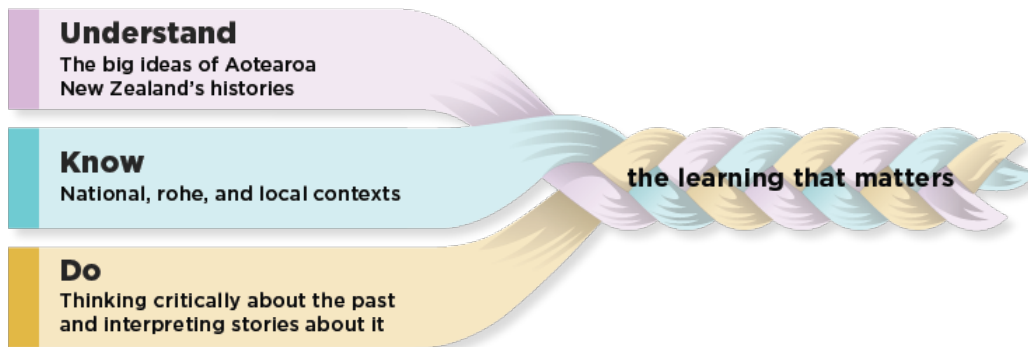 Understand
The big ideas of Aotearoa
New Zealand’s histories
Know
National, rohe, and local contexts
Do
Thinking critically about the past
and interpreting stories about it
the learning that matters